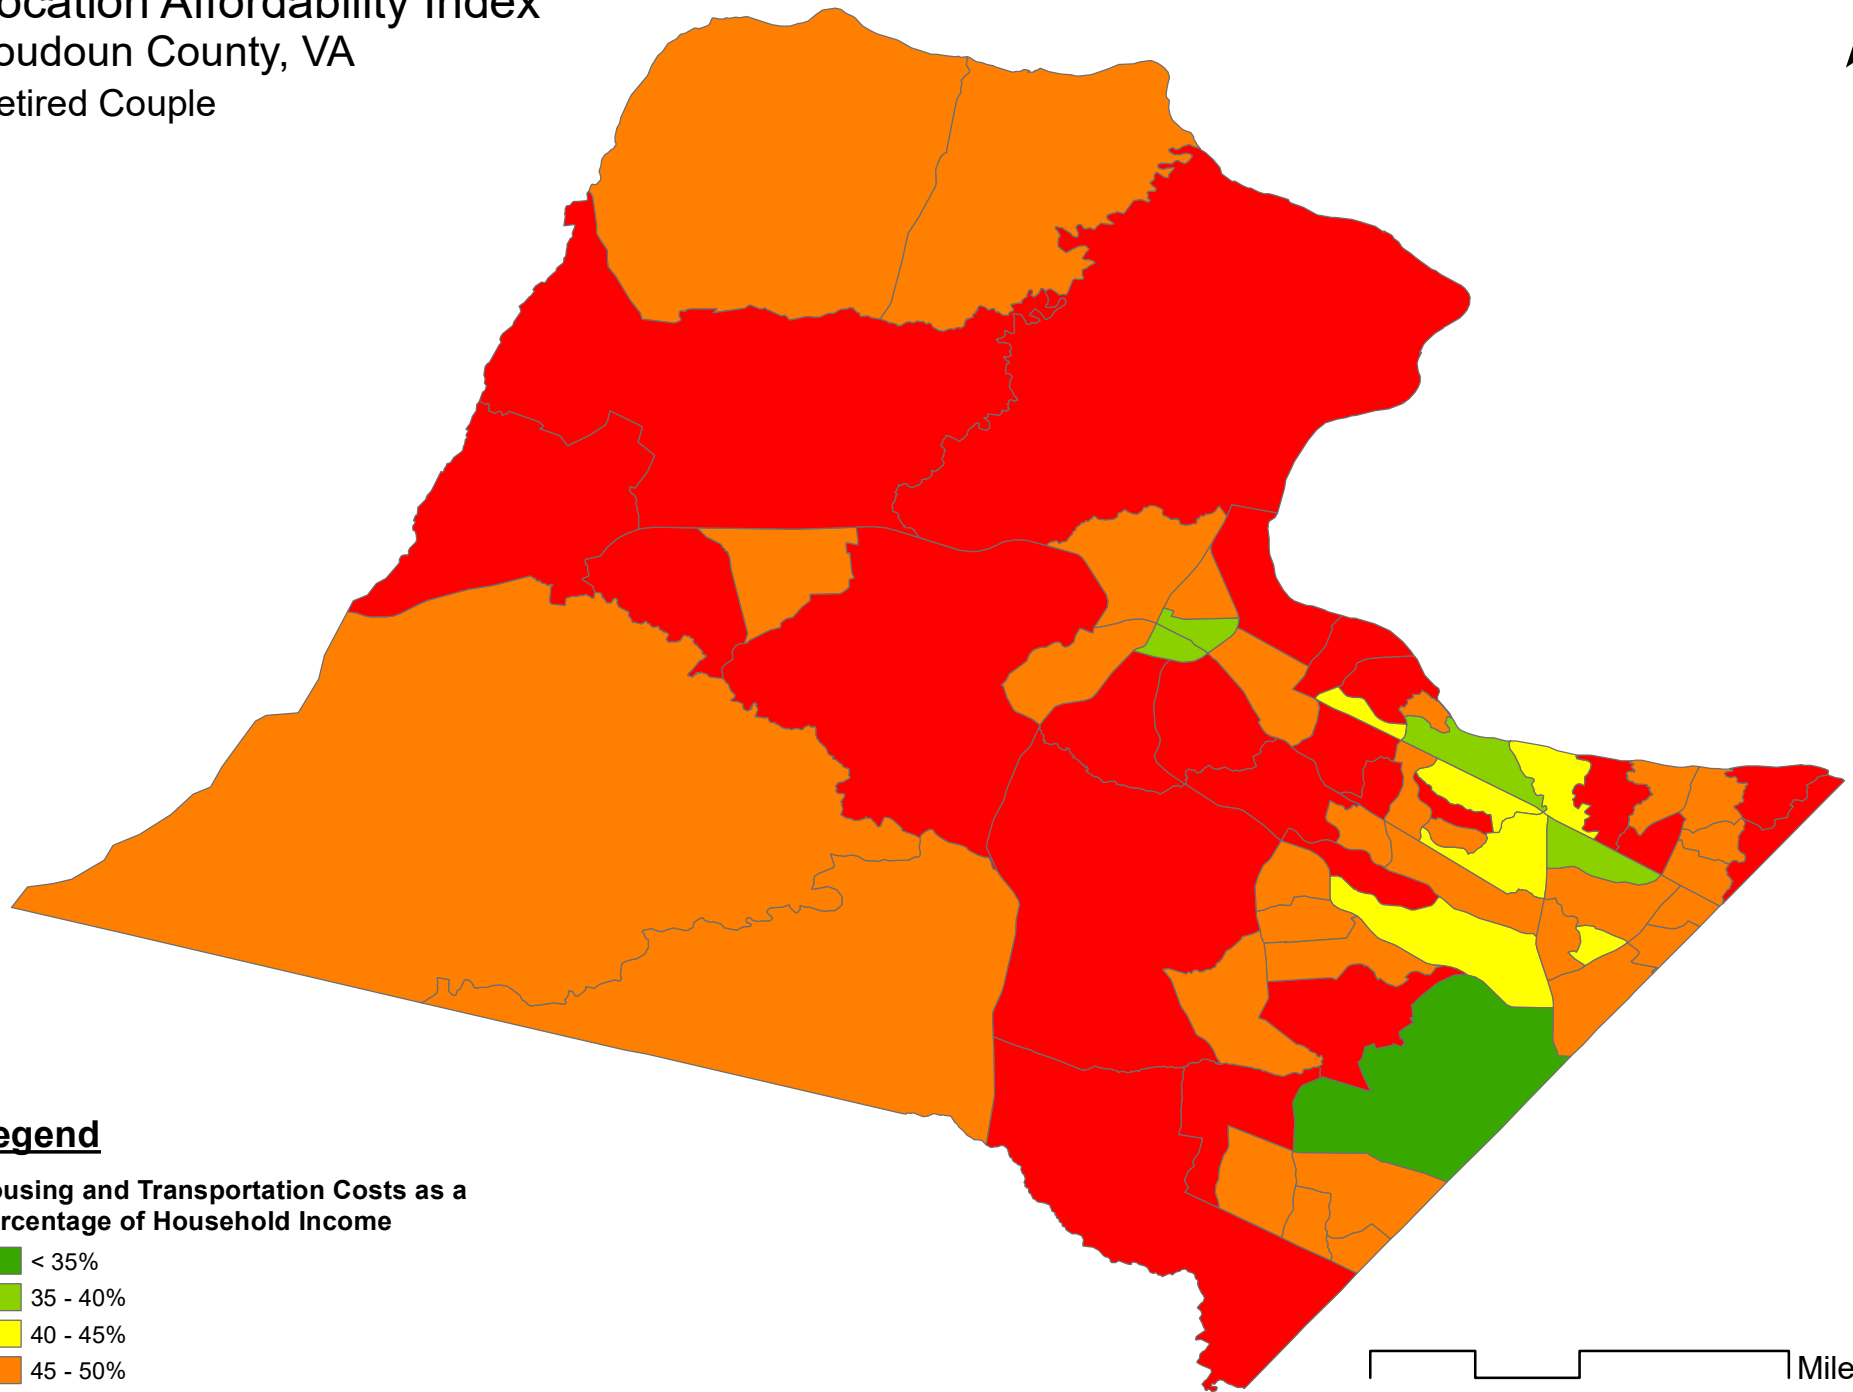 ocation Affordability Index
oudoun County, VA
etired Couple
egend
ousing and Transportation Costs as a
rcentage of Household Income
< 35%
35 - 40%
40 - 45%
45 - 50%
Mile